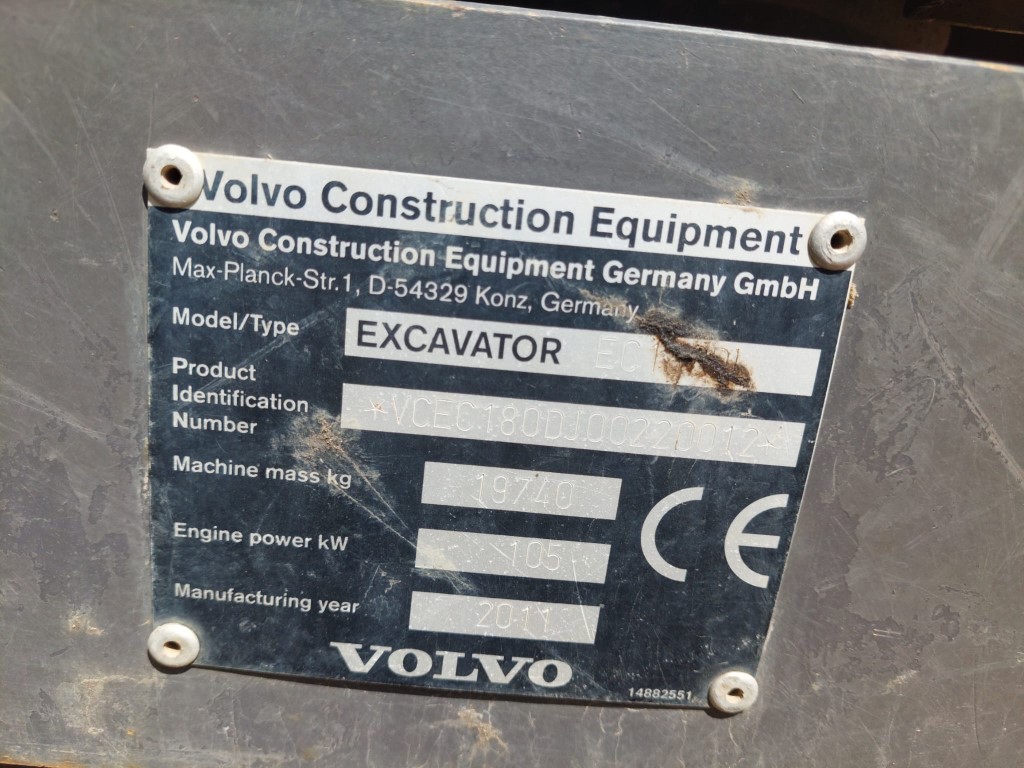 Volvo Construction Equipment
Volvo Construction Equipment Germany GmbH
Max-Planck-Str.1, D-54329 Konz, Germany
Model/Type EXCAVATOR
Product
Identification
Number *VCEC180DJ00220012*
Machine mass kg 19740
Engine power kW 105
Manufacturing year 2011
CE
VOLVO
14882551